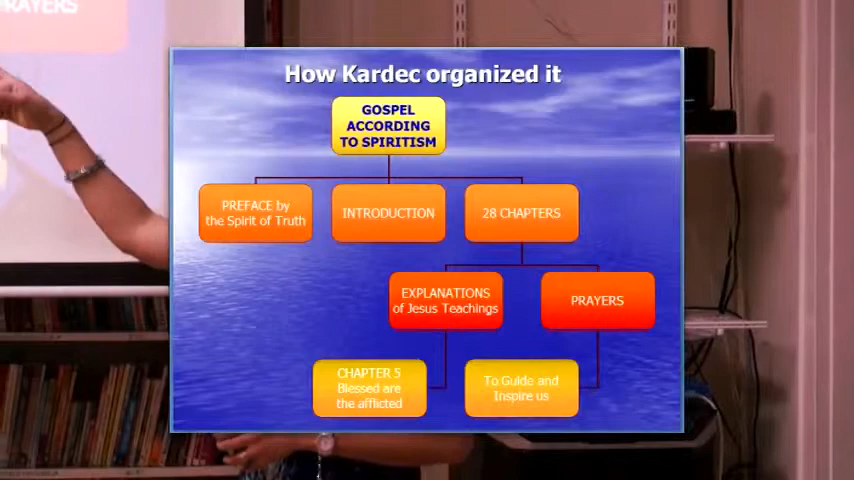 PRAYERS
How Kardec organized it
GOSPEL
ACCORDING
TO SPIRITISM
PREFACE by
the Spirit of Truth
INTRODUCTION
28 CHAPTERS
EXPLANATIONS
of Jesus Teachings
PRAYERS
CHAPTER 5
Blessed are
the afflicted
To Guide and
Inspire us